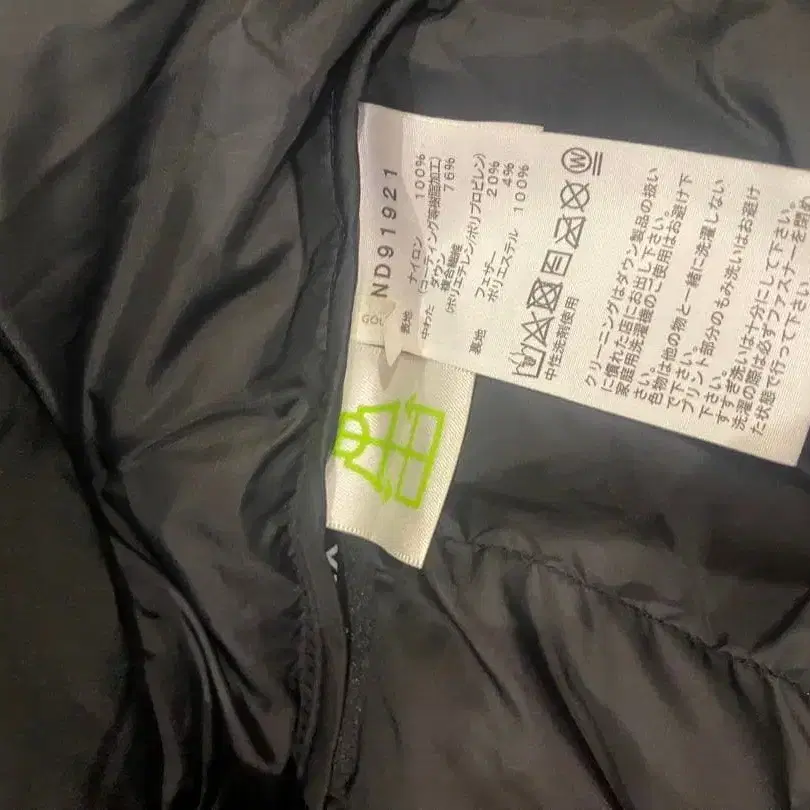 GOL
ND91921
表地 ナイロン 100%
(コーティング等樹脂加工)
中わた ダウン 76%
複合繊維
(ポリエチレン/ポリプロピレン)
20%
フェザー 4%
裏地 ポリエステル 100%
W
中性洗剤使用
クリーニングはダウン製品の扱い
に慣れた店にお出し下さい。
家庭用洗濯機のご使用はお避け下
さい。
色物は他の物と一緒に洗濯しない
で下さい。
プリント部分のもみ洗いはお避け
下さい。
すすぎ洗いは十分にして下さい。
洗濯の際は必ずファスナーを閉め
た状態で行って下さい